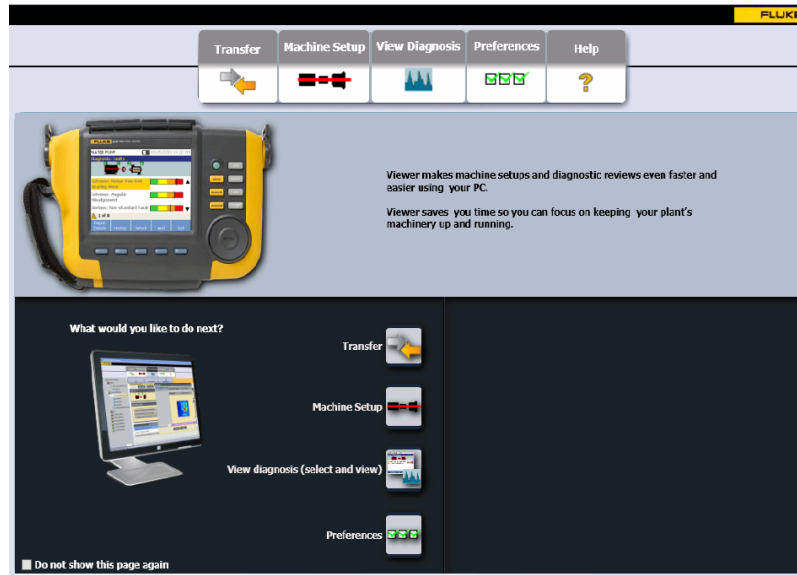 FLUKE
Transfer
Machine Setup
View Diagnosis
Preferences
Help
FLUKE
WATER PUMP
Viewer makes machine setups and diagnostic reviews even faster and
easier using your PC.
Viewer saves you time so you can focus on keeping your plant's
machinery up and running.
What would you like to do next?
Transfer
Machine Setup
View diagnosis (select and view)
Preferences
Do not show this page again